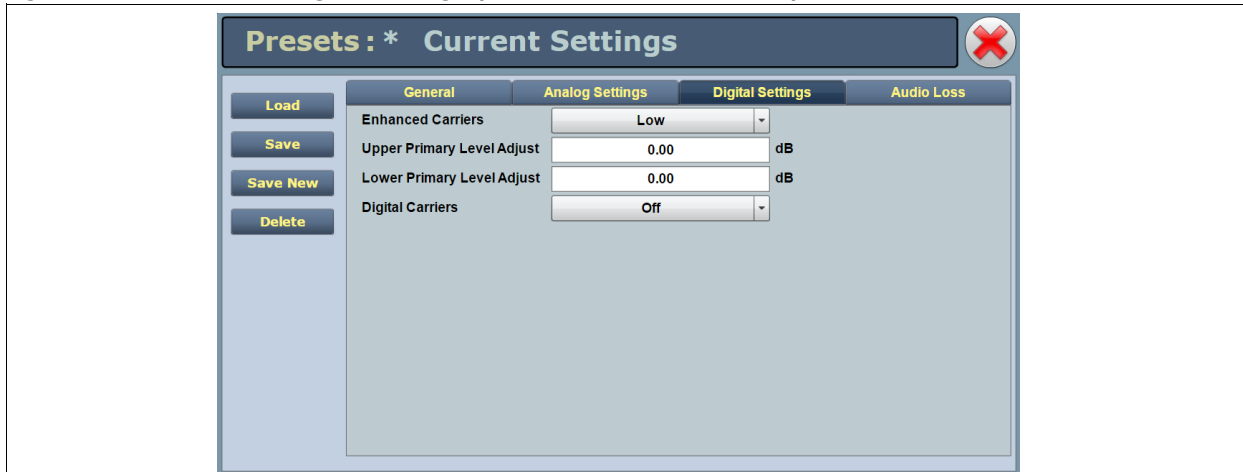 Presets:* Current Settings
Load
Save
Save New
Delete
General Analog Settings Digital Settings Audio Loss
Enhanced Carriers Low
Upper Primary Level Adjust 0.00 dB
Lower Primary Level Adjust 0.00 dB
Digital Carriers Off